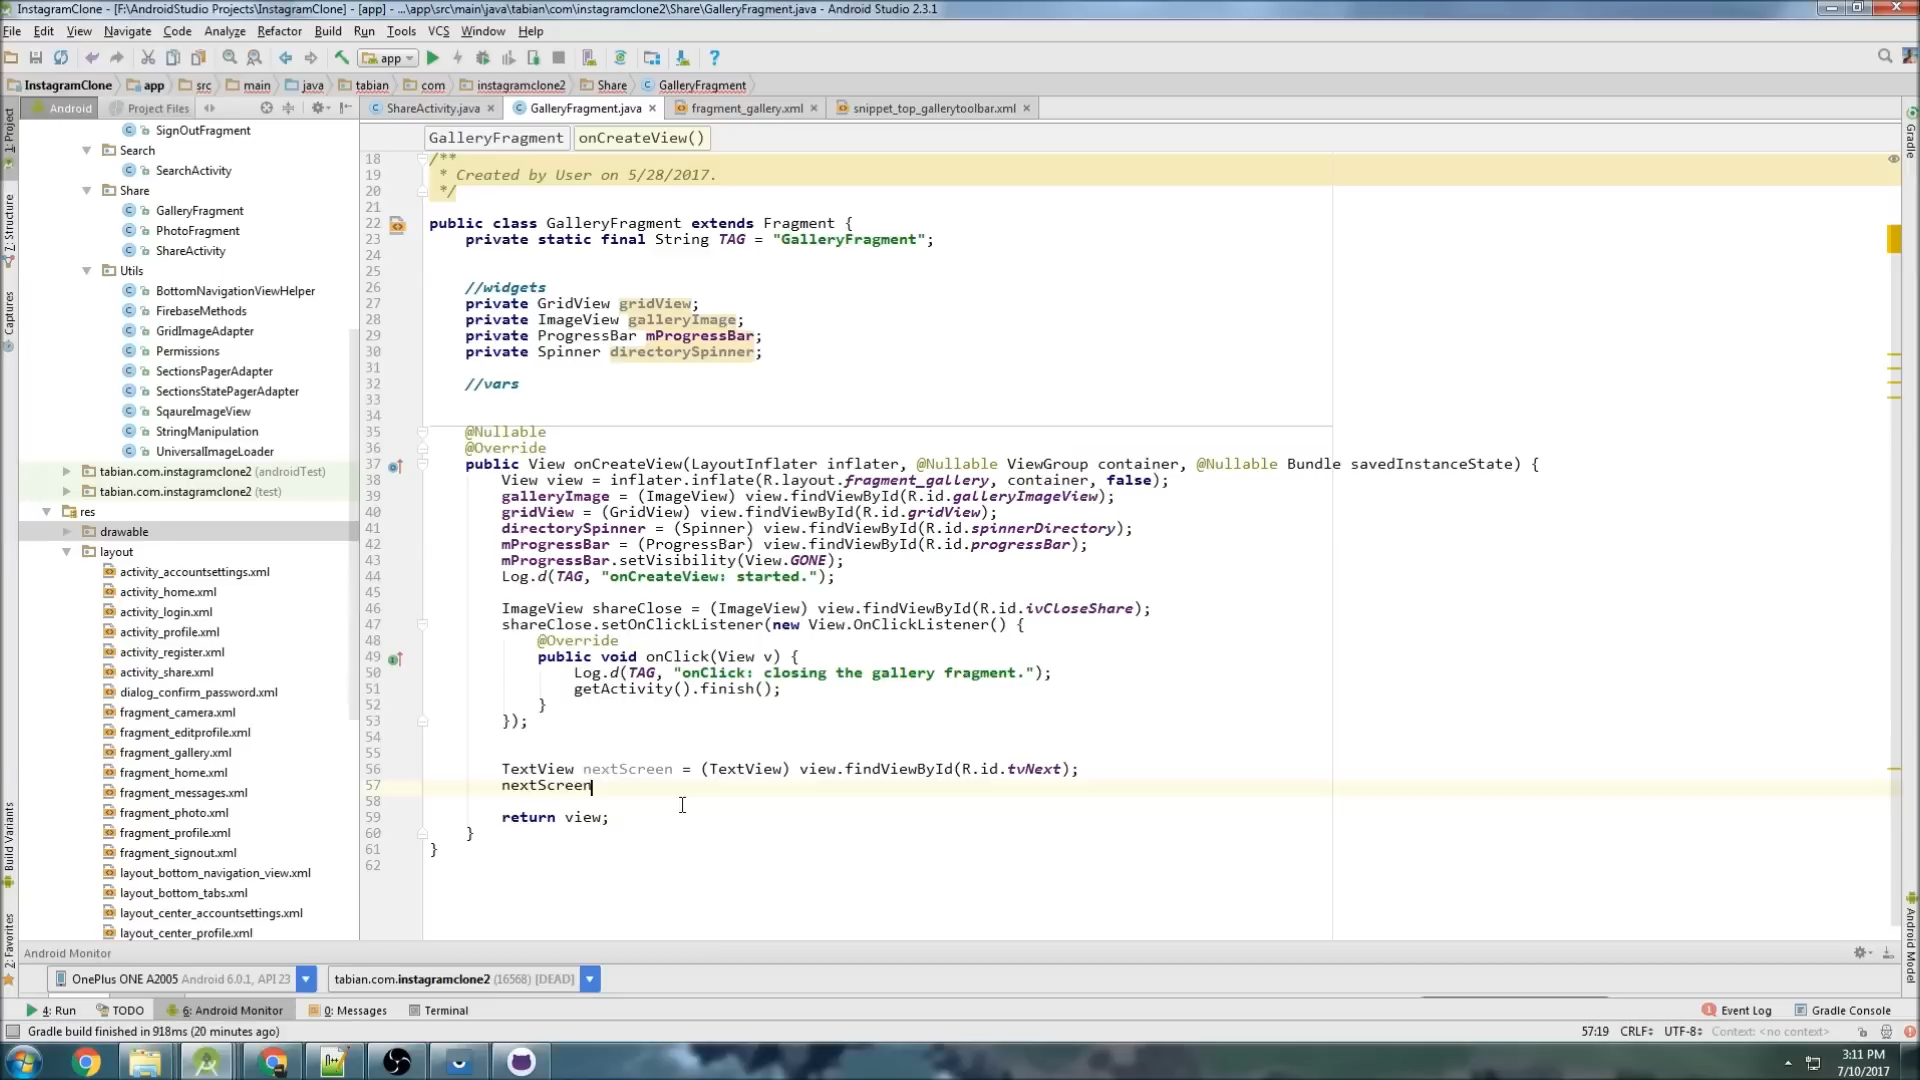 InstagramClone - [F:\AndroidStudio Projects\InstagramClone] - [app] - ...\app\src\main\java\tabian\com\instagramclone2\Share\GalleryFragment.java - Android Studio 2.3.1
File Edit View Navigate Code Analyze Refactor Build Run Tools VCS Window Help
app
InstagramClone app src main java tabian com instagramclone2 Share GalleryFragment
Android Project Files ShareActivity.java GalleryFragment.java fragment_gallery.xml snippet_top_gallerytoolbar.xml
GalleryFragment onCreateView()
SignOutFragment
Search
SearchActivity
Share
GalleryFragment
PhotoFragment
ShareActivity
Utils
BottomNavigationViewHelper
FirebaseMethods
GridImageAdapter
Permissions
SectionsPagerAdapter
SectionsStatePagerAdapter
SqaureImageView
StringManipulation
UniversalImageLoader
tabian.com.instagramclone2 (androidTest)
tabian.com.instagramclone2 (test)
res
drawable
layout
activity_accountsettings.xml
activity_home.xml
activity_login.xml
activity_profile.xml
activity_register.xml
activity_share.xml
dialog_confirm_password.xml
fragment_camera.xml
fragment_editprofile.xml
fragment_gallery.xml
fragment_home.xml
fragment_messages.xml
fragment_photo.xml
fragment_profile.xml
fragment_signout.xml
layout_bottom_navigation_view.xml
layout_bottom_tabs.xml
layout_center_accountsettings.xml
layout_center_profile.xml
18 /**
19 * Created by User on 5/28/2017.
20 */
21
22 public class GalleryFragment extends Fragment {
23 private static final String TAG = "GalleryFragment";
24
25
26 //widgets
27 private GridView gridView;
28 private ImageView galleryImage;
29 private ProgressBar mProgressBar;
30 private Spinner directorySpinner;
31
32 //vars
33
34
35 @Nullable
36 @Override
37 public View onCreateView(LayoutInflater inflater, @Nullable ViewGroup container, @Nullable Bundle savedInstanceState) {
38 View view = inflater.inflate(R.layout.fragment_gallery, container, false);
39 galleryImage = (ImageView) view.findViewById(R.id.galleryImageView);
40 gridView = (GridView) view.findViewById(R.id.gridView);
41 directorySpinner = (Spinner) view.findViewById(R.id.spinnerDirectory);
42 mProgressBar = (ProgressBar) view.findViewById(R.id.progressBar);
43 mProgressBar.setVisibility(View.GONE);
44 Log.d(TAG, "onCreateView: started.");
45
46 ImageView shareClose = (ImageView) view.findViewById(R.id.ivCloseShare);
47 shareClose.setOnClickListener(new View.OnClickListener() {
48 @Override
49 public void onClick(View v) {
50 Log.d(TAG, "onClick: closing the gallery fragment.");
51 getActivity().finish();
52 }
53 });
54
55
56 TextView nextScreen = (TextView) view.findViewById(R.id.tvNext);
57 nextScreen
58
59 return view;
60 }
61 }
62
1: Project
7: Structure
Captures
Build Variants
2: Favorites
Gradle
Android Model
Android Monitor
OnePlus ONE A2005 Android 6.0.1, API 23 tabian.com.instagramclone2 (16568) [DEAD]
4: Run TODO 6: Android Monitor 0: Messages Terminal Event Log Gradle Console
Gradle build finished in 918ms (20 minutes ago) 57:19 CRLF UTF-8 Context: <no context>
3:11 PM
7/10/2017